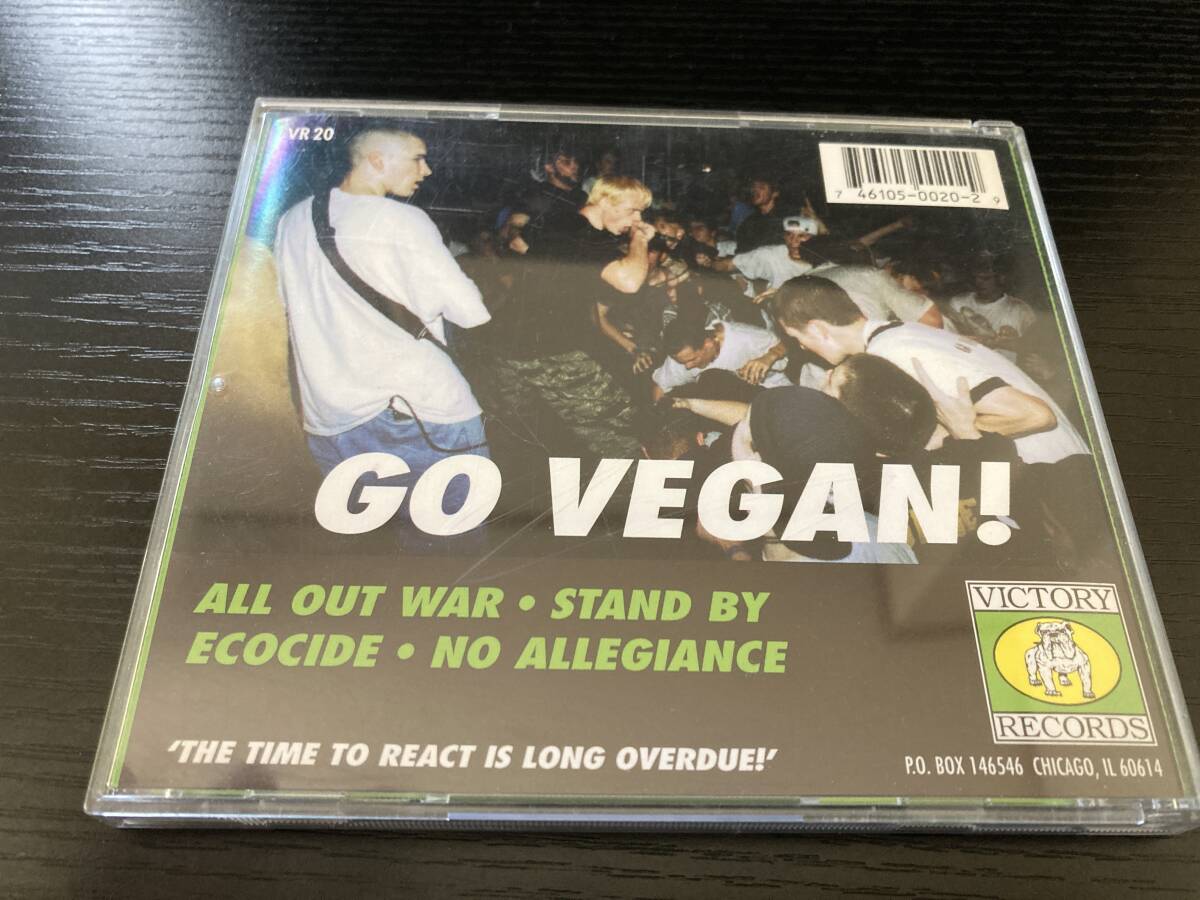 VR 20
7 46105-0020-2 9
GO VEGAN!
ALL OUT WAR • STAND BY
ECOCIDE • NO ALLEGIANCE
'THE TIME TO REACT IS LONG OVERDUE!'
VICTORY
RECORDS
P.O. BOX 146546 CHICAGO, IL 60614